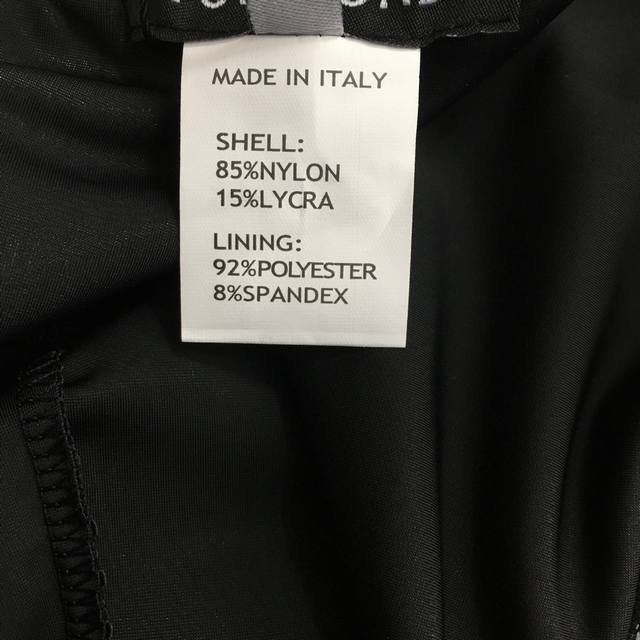 MADE IN ITALY
SHELL:
85%NYLON
15%LYCRA
LINING:
92%POLYESTER
8%SPANDEX